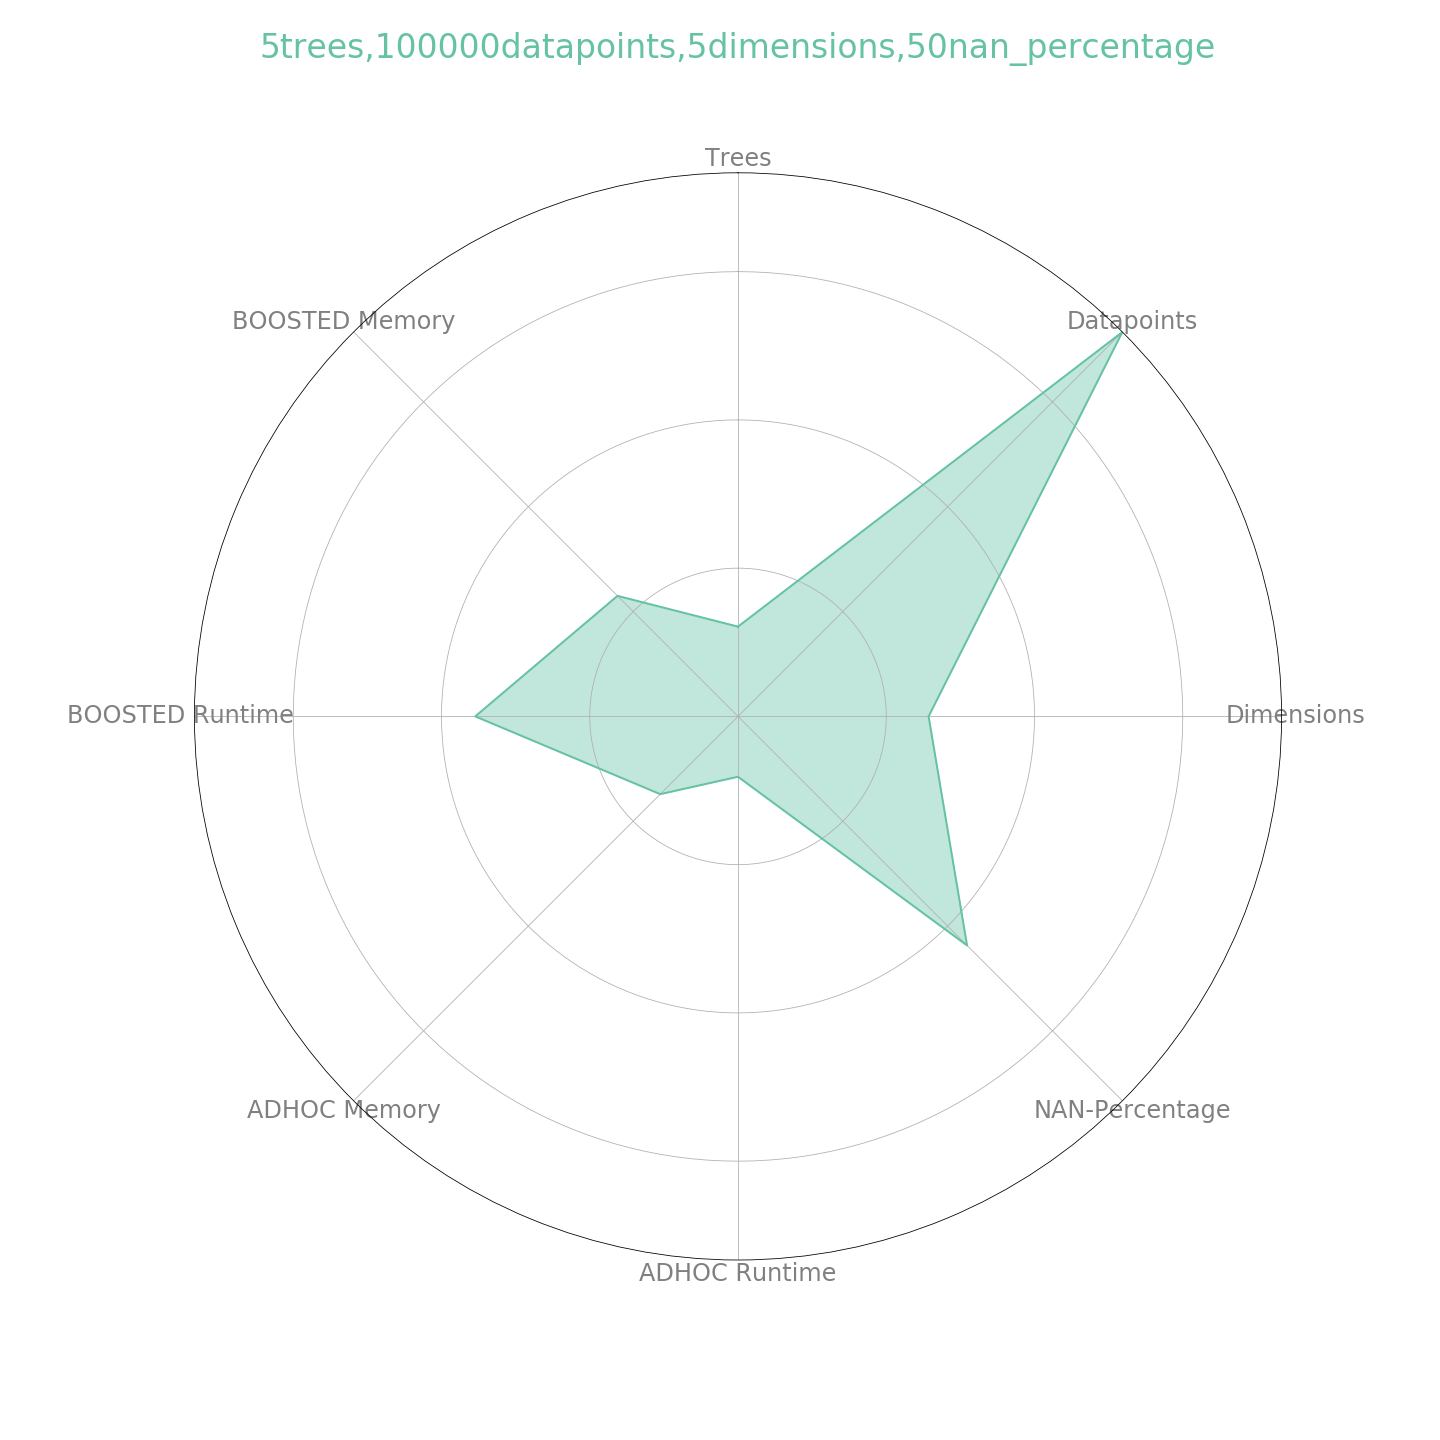 5trees,100000datapoints,5dimensions,50nan_percentage
Trees
BOOSTED Memory
Datapoints
BOOSTED Runtime
Dimensions
ADHOC Memory
NAN-Percentage
ADHOC Runtime